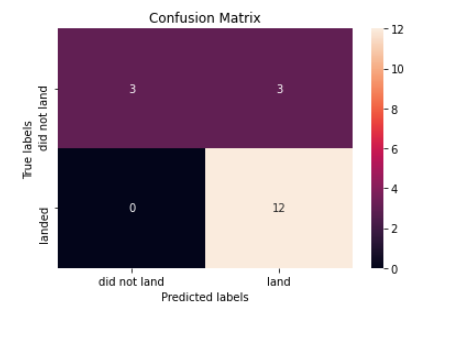 Confusion Matrix
True labels
did not land
landed
3
3
0
12
did not land
land
Predicted labels
12
10
8
6
4
2
0